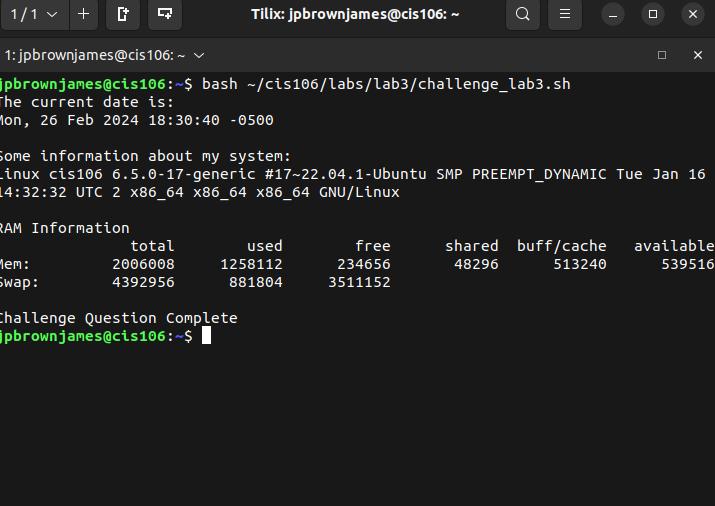 1 / 1
Tilix: jpbrownjames@cis106: ~
1: jpbrownjames@cis106: ~
jpbrownjames@cis106:~$ bash ~/cis106/labs/lab3/challenge_lab3.sh
The current date is:
Mon, 26 Feb 2024 18:30:40 -0500
Some information about my system:
Linux cis106 6.5.0-17-generic #17~22.04.1-Ubuntu SMP PREEMPT_DYNAMIC Tue Jan 16
14:32:32 UTC 2 x86_64 x86_64 x86_64 GNU/Linux
RAM Information
total used free shared buff/cache available
Mem: 2006008 1258112 234656 48296 513240 539516
Swap: 4392956 881804 3511152
Challenge Question Complete
jpbrownjames@cis106:~$